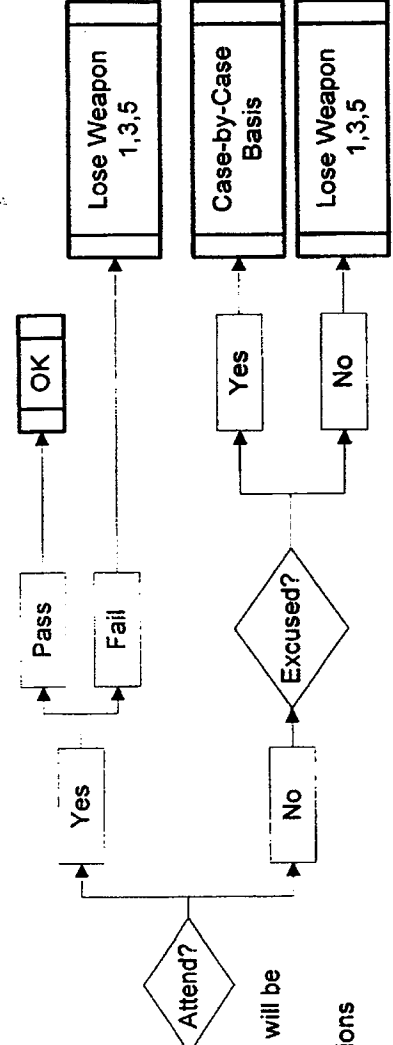 Attend?
Yes
No
Pass
Fail
OK
Lose Weapon
1,3,5
Excused?
Yes
No
Case-by-Case
Basis
Lose Weapon
1,3,5
will be
ions